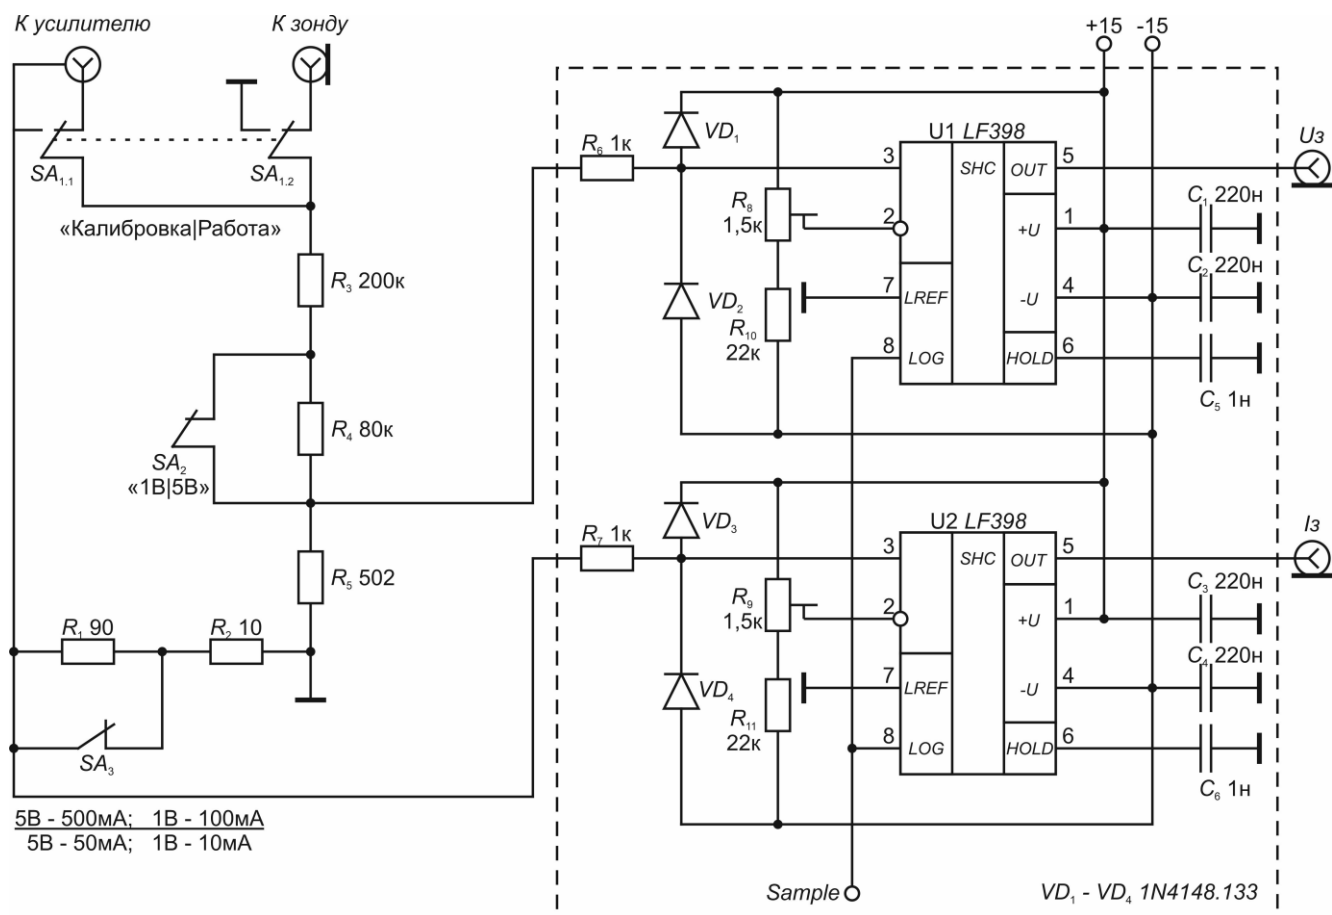 К усилителю
К зонду
+15 -15
SA1.1
SA1.2
«Калибровка|Работа»
R3 200к
R4 80к
SA2
«1В|5В»
R5 502
R1 90
R2 10
SA3
5В - 500мА; 1В - 100мА
5В - 50мА; 1В - 10мА
R6 1к
VD1
VD2
R8
1,5к
R10
22к
U1 LF398
3
2
7
8
SHC
LREF
LOG
OUT
+U
-U
HOLD
5
1
4
6
Uз
C1 220н
C2 220н
C5 1н
R7 1к
VD3
VD4
R9
1,5к
R11
22к
U2 LF398
3
2
7
8
SHC
LREF
LOG
OUT
+U
-U
HOLD
5
1
4
6
Iз
C3 220н
C4 220н
C6 1н
Sample
VD1 - VD4 1N4148.133